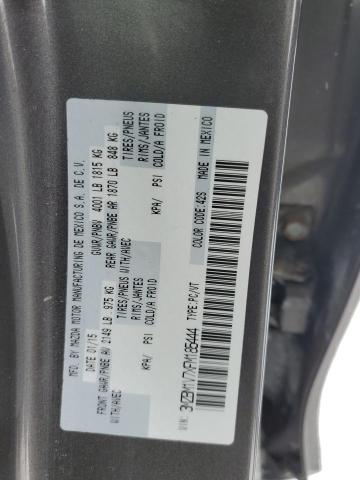 MFD. BY MAZDA MOTOR MANUFACTURING DE MEXICO S.A. DE C.V.
DATE: 01/15 GVWR/PNBV 4001 LB 1815 KG
FRONT GAWR/PNBE AV 2149 LB 975 KG REAR GAWR/PNBE AR 1870 LB 848 KG
WITH/AVEC TIRES/PNEUS WITH/AVEC TIRES/PNEUS
RIMS/JANTES RIMS/JANTES
KPA/ PSI COLD/A FROID KPA/ PSI COLD/A FROID
VIN: TYPE:PC/VT
COLOR CODE:42S MADE IN MEXICO